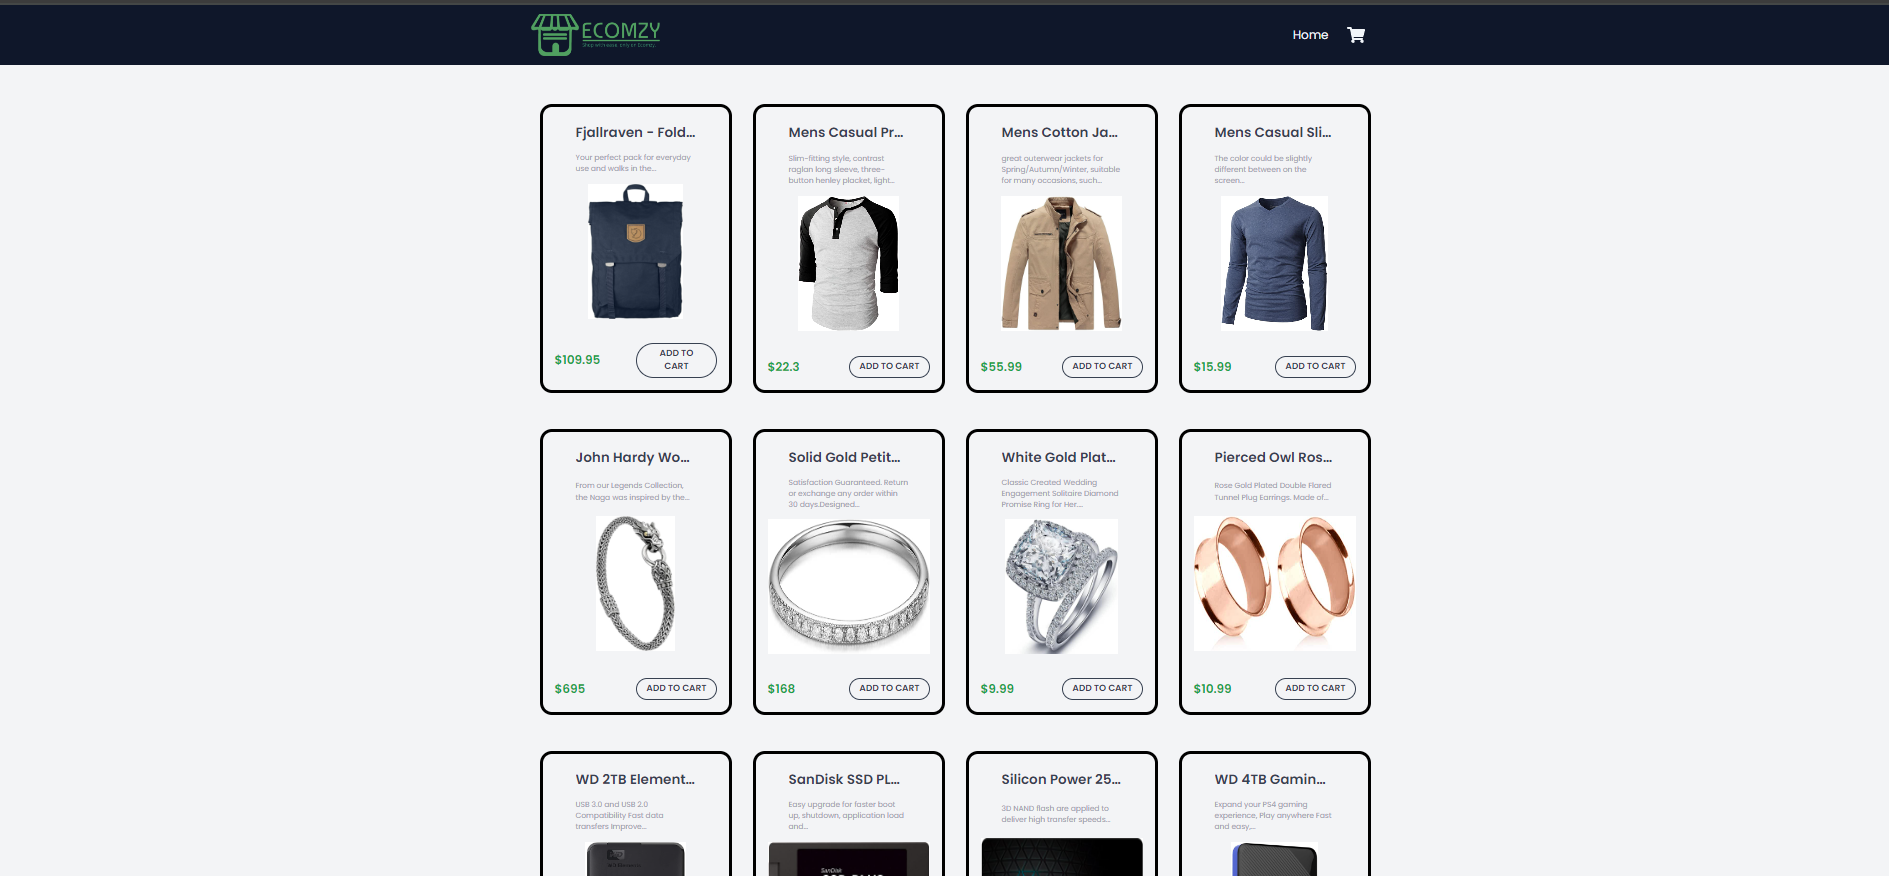 ECOMZY
Shop with ease, only on Ecomzy.
Home
Fjallraven - Fold...
Your perfect pack for everyday
use and walks in the...
$109.95
ADD TO
CART
Mens Casual Pr...
Slim-fitting style, contrast
raglan long sleeve, three-
button henley placket, light...
$22.3
ADD TO CART
Mens Cotton Ja...
great outerwear jackets for
Spring/Autumn/Winter, suitable
for many occasions, such...
$55.99
ADD TO CART
Mens Casual Sli...
The color could be slightly
different between on the
screen...
$15.99
ADD TO CART
John Hardy Wo...
From our Legends Collection,
the Naga was inspired by the...
$695
ADD TO CART
Solid Gold Petit...
Satisfaction Guaranteed. Return
or exchange any order within
30 days.Designed...
$168
ADD TO CART
White Gold Plat...
Classic Created Wedding
Engagement Solitaire Diamond
Promise Ring for Her....
$9.99
ADD TO CART
Pierced Owl Ros...
Rose Gold Plated Double Flared
Tunnel Plug Earrings. Made of...
$10.99
ADD TO CART
WD 2TB Element...
USB 3.0 and USB 2.0
Compatibility Fast data
transfers Improve...
SanDisk SSD PL...
Easy upgrade for faster boot
up, shutdown, application load
and...
SanDisk
Silicon Power 25...
3D NAND flash are applied to
deliver high transfer speeds...
WD 4TB Gamin...
Expand your PS4 gaming
experience, Play anywhere Fast
and easy,...